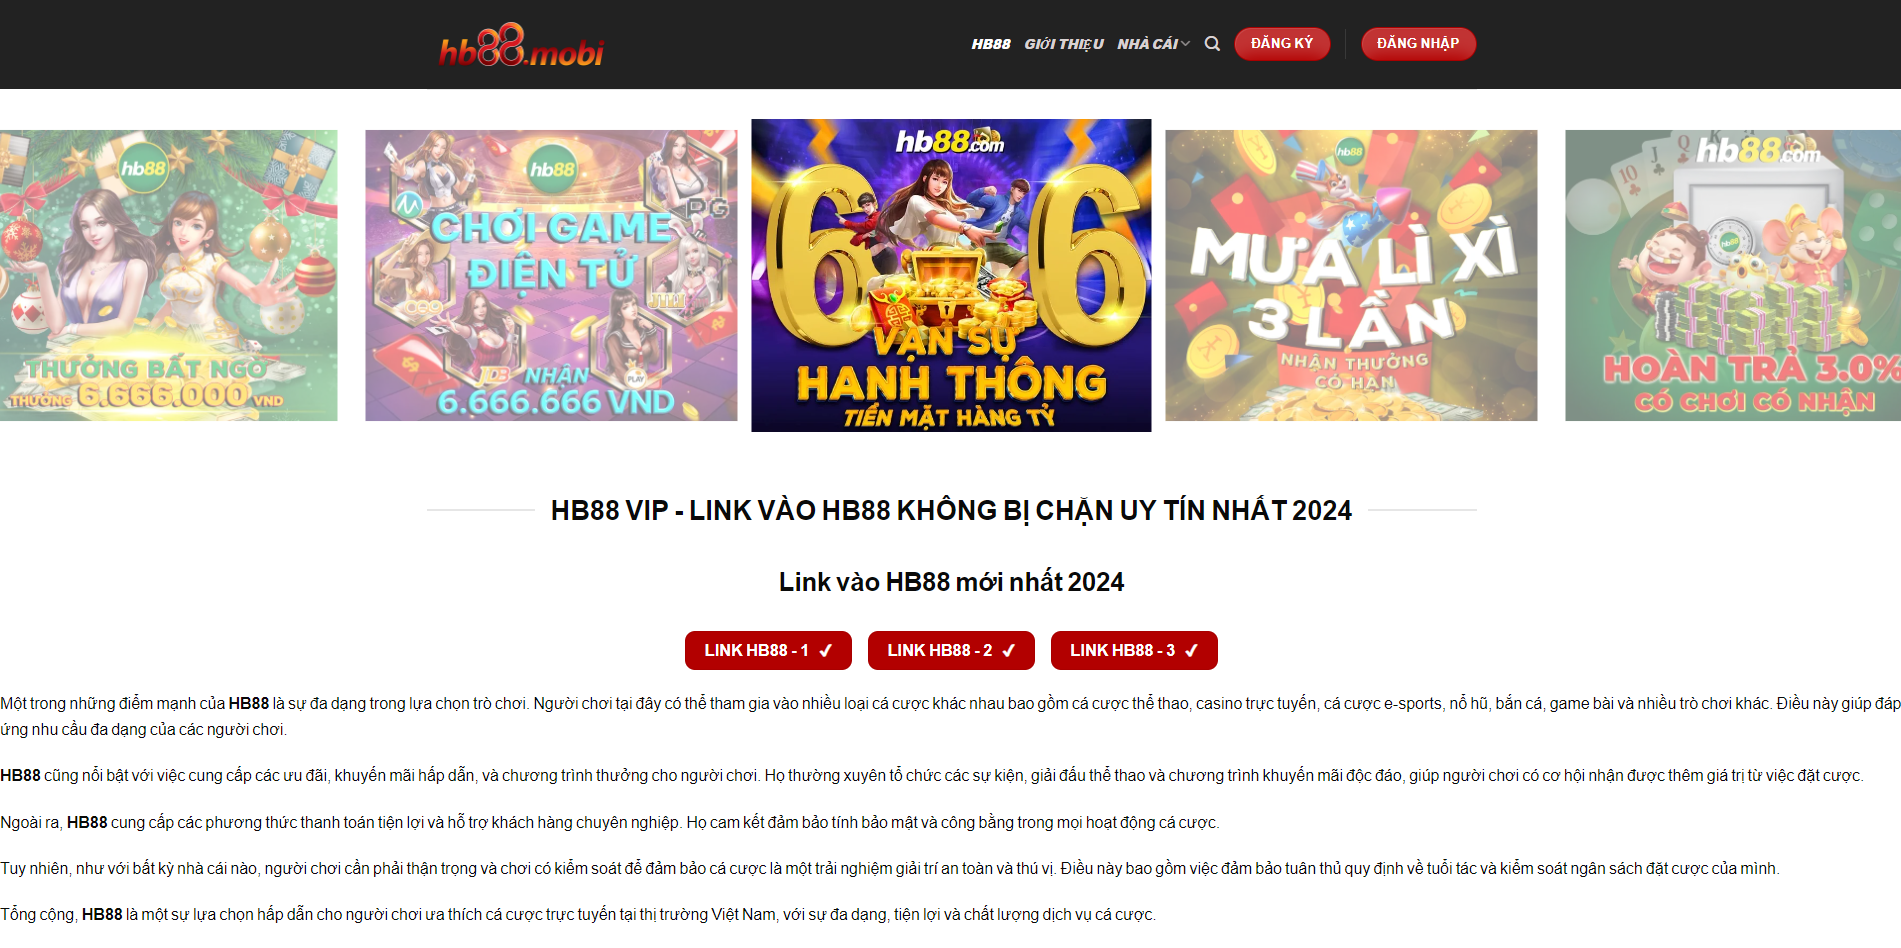 hb88.mobi
HB88 GIỚI THIỆU NHÀ CÁI ĐĂNG KÝ ĐĂNG NHẬP
hb88
THƯỞNG BẤT NGỜ
THƯỞNG 6.666.000 VND
hb88
PG
CHƠI GAME
ĐIỆN TỬ
CQ9
JILI
JDB
PLAY
NHẬN
6.666.666 VND
hb88.com
6 6
VẠN SỰ
HANH THÔNG
TIỀN MẶT HÀNG TỶ
hb88
MƯA LÌ XÌ
3 LẦN
NHẬN THƯỞNG
CÓ HẠN
hb88.com
10 J Q K
hb88
HOÀN TRẢ 3.0%
CÓ CHƠI CÓ NHẬN
HB88 VIP - LINK VÀO HB88 KHÔNG BỊ CHẶN UY TÍN NHẤT 2024
Link vào HB88 mới nhất 2024
LINK HB88 - 1 ✓ LINK HB88 - 2 ✓ LINK HB88 - 3 ✓
Một trong những điểm mạnh của HB88 là sự đa dạng trong lựa chọn trò chơi. Người chơi tại đây có thể tham gia vào nhiều loại cá cược khác nhau bao gồm cá cược thể thao, casino trực tuyến, cá cược e-sports, nổ hũ, bắn cá, game bài và nhiều trò chơi khác. Điều này giúp đáp
ứng nhu cầu đa dạng của các người chơi.
HB88 cũng nổi bật với việc cung cấp các ưu đãi, khuyến mãi hấp dẫn, và chương trình thưởng cho người chơi. Họ thường xuyên tổ chức các sự kiện, giải đấu thể thao và chương trình khuyến mãi độc đáo, giúp người chơi có cơ hội nhận được thêm giá trị từ việc đặt cược.
Ngoài ra, HB88 cung cấp các phương thức thanh toán tiện lợi và hỗ trợ khách hàng chuyên nghiệp. Họ cam kết đảm bảo tính bảo mật và công bằng trong mọi hoạt động cá cược.
Tuy nhiên, như với bất kỳ nhà cái nào, người chơi cần phải thận trọng và chơi có kiểm soát để đảm bảo cá cược là một trải nghiệm giải trí an toàn và thú vị. Điều này bao gồm việc đảm bảo tuân thủ quy định về tuổi tác và kiểm soát ngân sách đặt cược của mình.
Tổng cộng, HB88 là một sự lựa chọn hấp dẫn cho người chơi ưa thích cá cược trực tuyến tại thị trường Việt Nam, với sự đa dạng, tiện lợi và chất lượng dịch vụ cá cược.